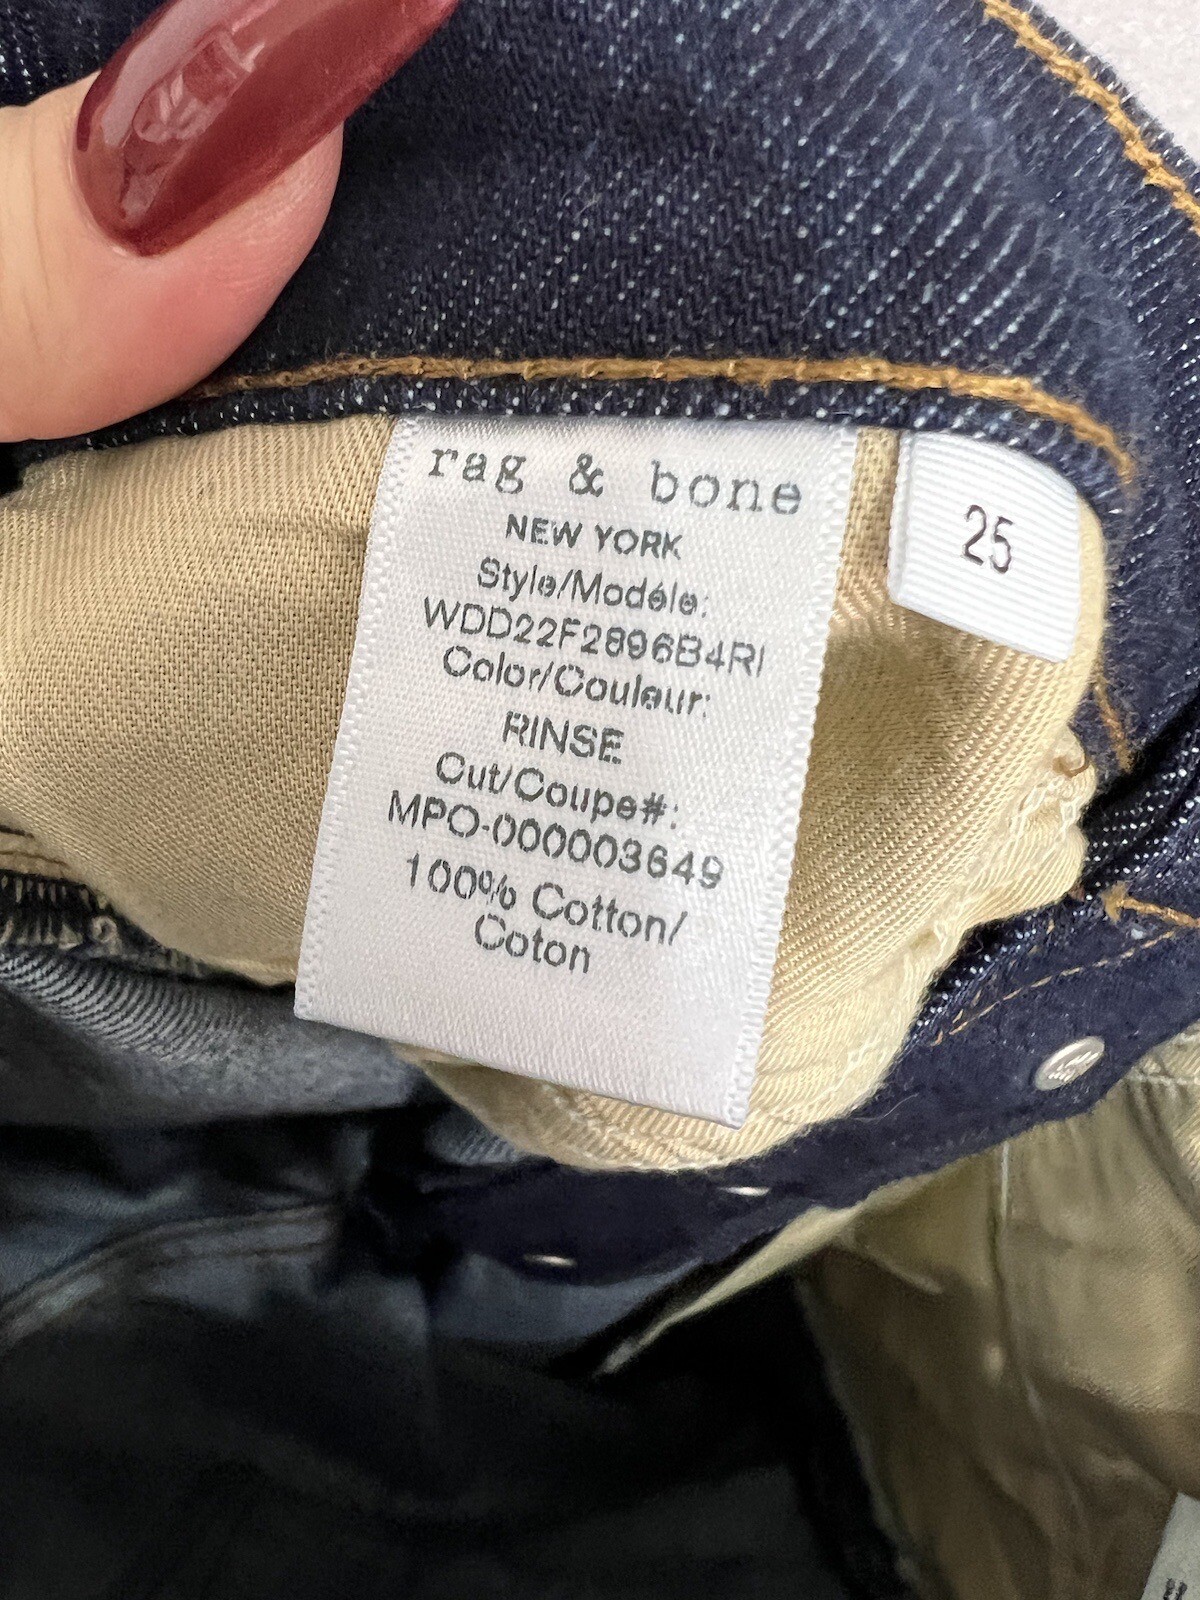 rag & bone
NEW YORK
Style/Modéle:
WDD22F2896B4RI
Color/Couleur:
RINSE
Cut/Coupe#:
MPO-000003649
100% Cotton/
Coton
25